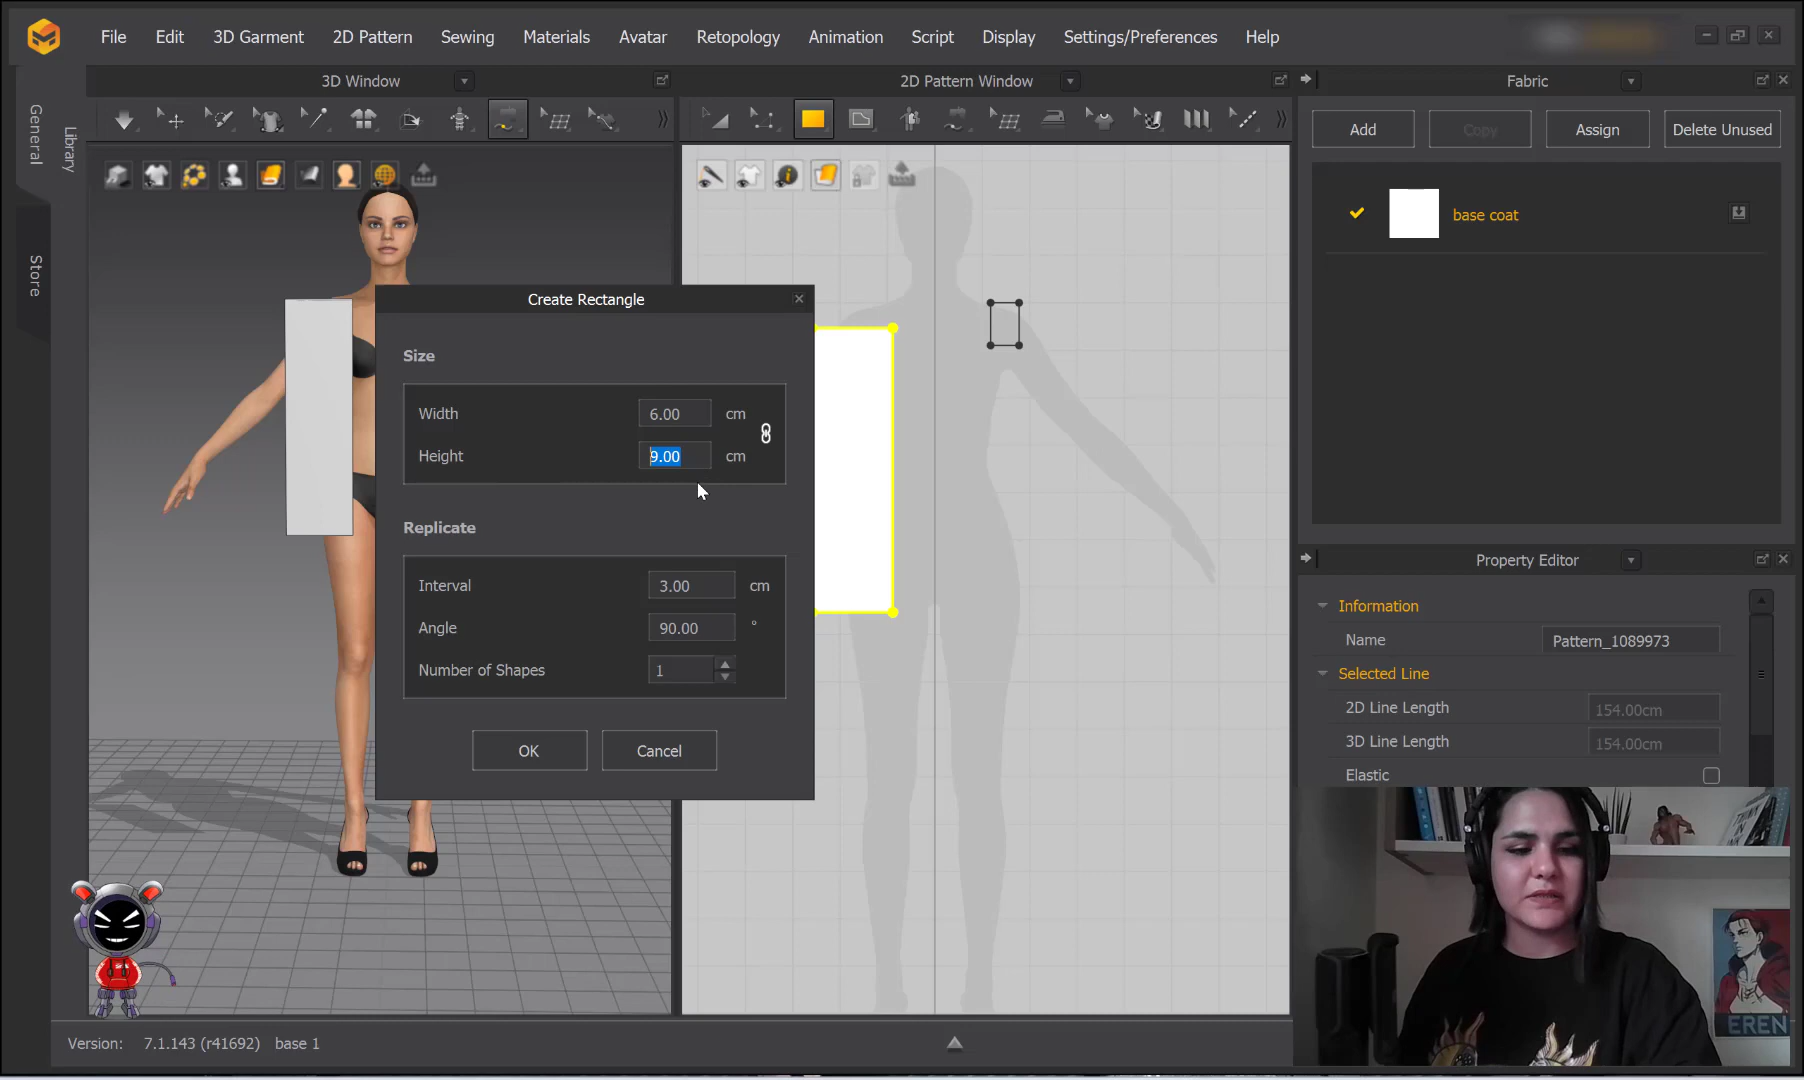 File Edit 3D Garment 2D Pattern Sewing Materials Avatar Retopology Animation Script Display Settings/Preferences Help
3D Window
2D Pattern Window
Fabric
General
Library
Store
Add
Copy
Assign
Delete Unused
base coat
Create Rectangle
Size
Width 6.00 cm
Height 9.00 cm
Replicate
Interval 3.00 cm
Angle 90.00 °
Number of Shapes 1
OK Cancel
Property Editor
Information
Name Pattern_1089973
Selected Line
2D Line Length 154.00cm
3D Line Length 154.00cm
Elastic
EREN
Version: 7.1.143 (r41692) base 1